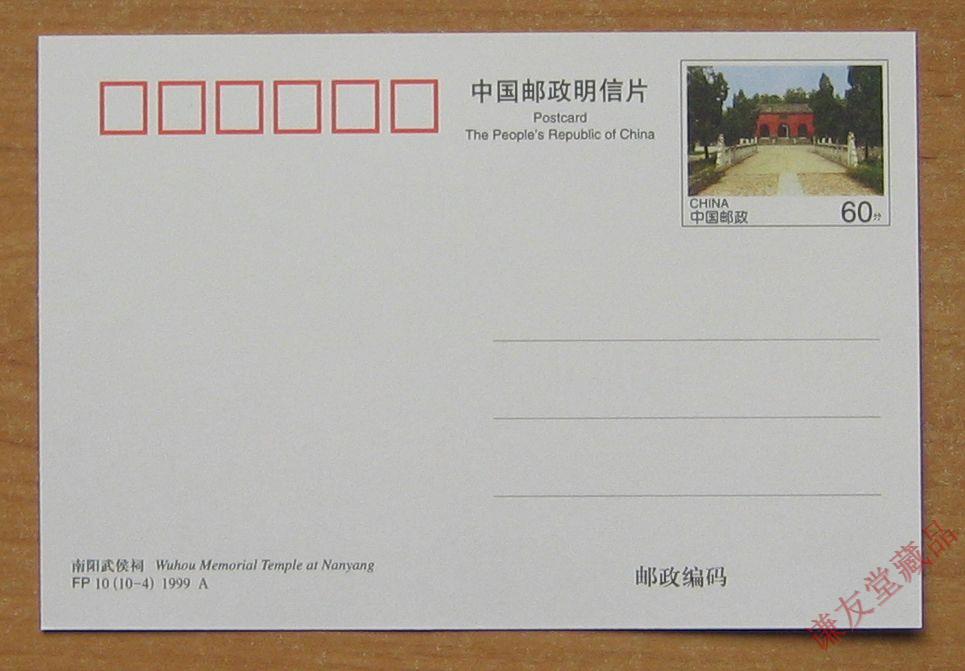 中国邮政明信片
Postcard
The People's Republic of China
CHINA
中国邮政
60分
南阳武侯祠 Wuhou Memorial Temple at Nanyang
FP 10 (10-4) 1999 A
邮政编码
谦友堂藏品